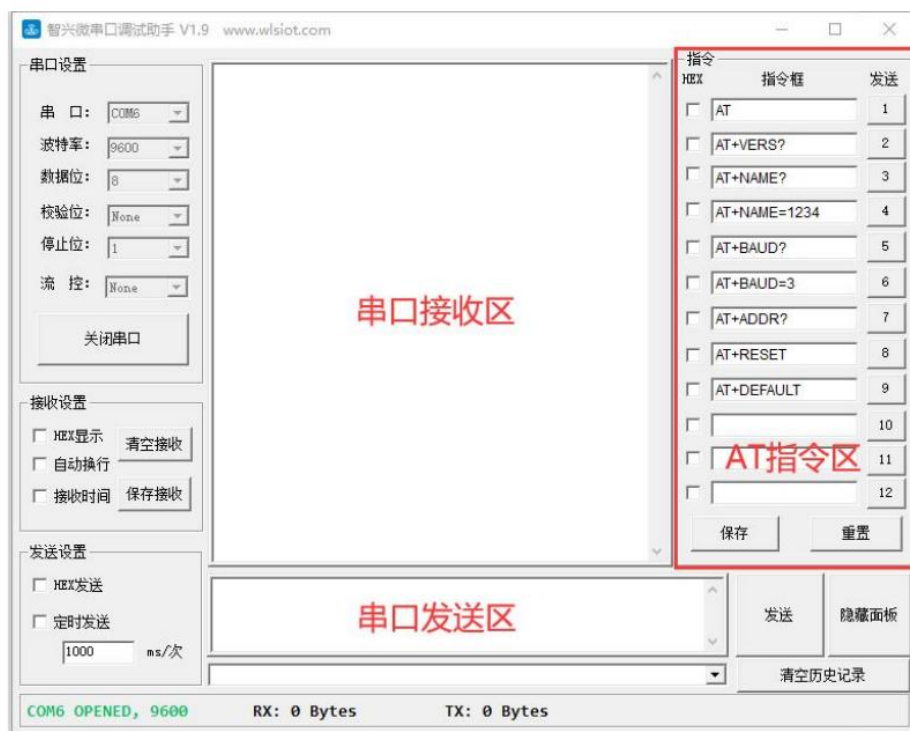 智兴微串口调试助手 V1.9 www.wlsiot.com
串口设置
串 口: COM6
波特率: 9600
数据位: 8
校验位: None
停止位: 1
流 控: None
关闭串口
接收设置
HEX显示
清空接收
自动换行
接收时间
保存接收
发送设置
HEX发送
定时发送
1000 ms/次
串口接收区
串口发送区
指令
HEX 指令框 发送
AT 1
AT+VERS? 2
AT+NAME? 3
AT+NAME=1234 4
AT+BAUD? 5
AT+BAUD=3 6
AT+ADDR? 7
AT+RESET 8
AT+DEFAULT 9
10
AT指令区 11
12
保存 重置
发送 隐藏面板
清空历史记录
COM6 OPENED, 9600 RX: 0 Bytes TX: 0 Bytes